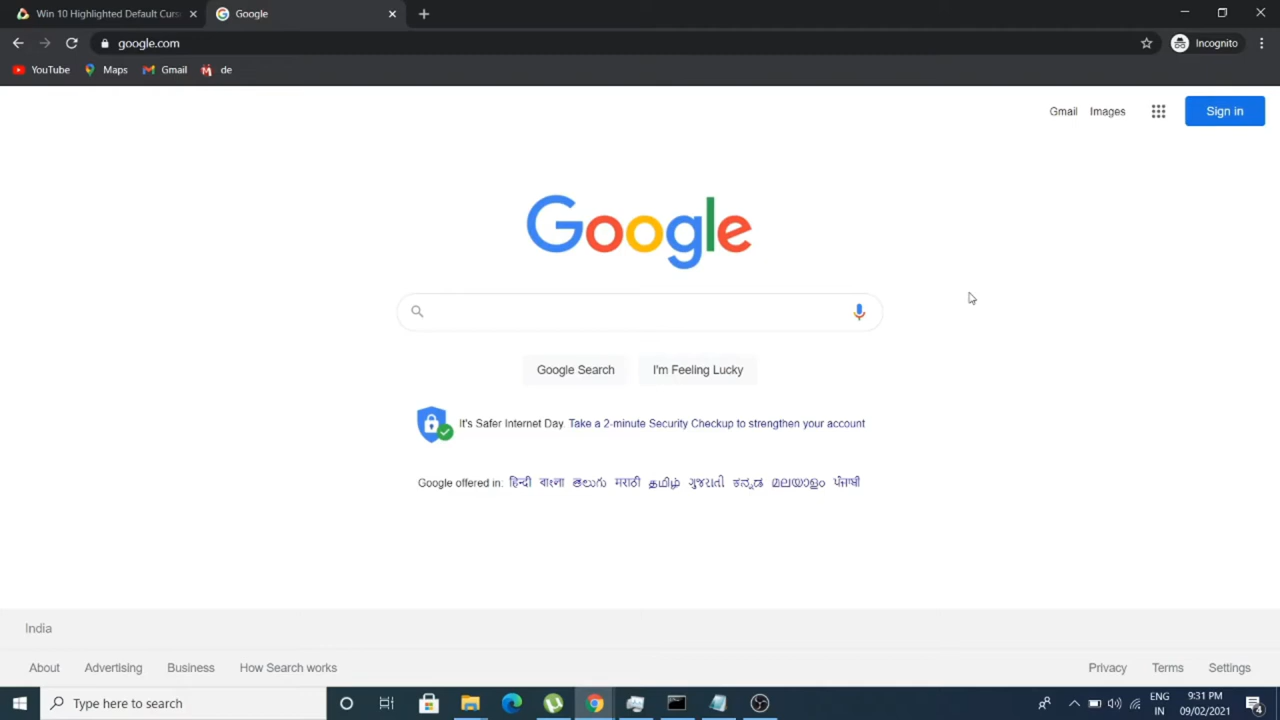 Win 10 Highlighted Default Curs
Google
google.com
Incognito
YouTube
Maps
Gmail
de
Gmail Images
Sign in
Google
Google Search
I'm Feeling Lucky
It's Safer Internet Day. Take a 2-minute Security Checkup to strengthen your account
Google offered in: हिन्दी বাংলা తెలుగు मराठी தமிழ் ગુજરાતી ಕನ್ನಡ മലയാളം ਪੰਜਾਬੀ
India
About Advertising Business How Search works
Privacy Terms Settings
Type here to search
ENG
IN
9:31 PM
09/02/2021
4